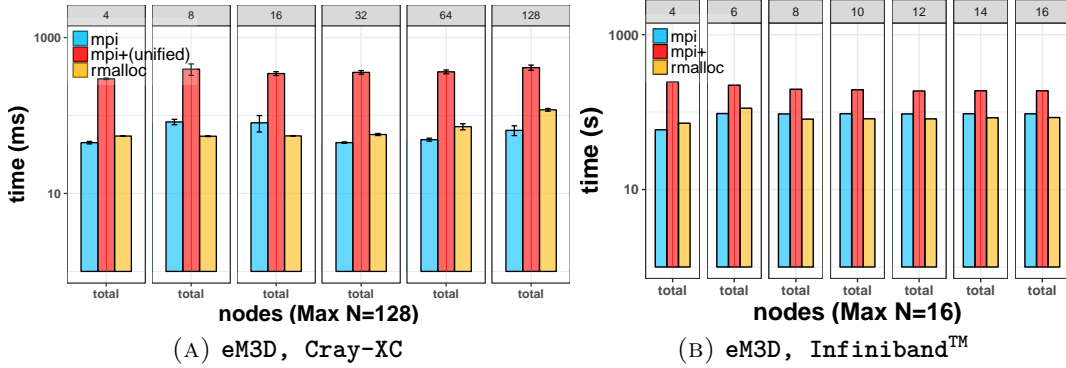 4 8 16 32 64 128
mpi
mpi+(unified)
rmalloc
1000
10
time (ms)
total total total total total total
nodes (Max N=128)
(A) eM3D, Cray-XC
4 6 8 10 12 14 16
mpi
mpi+
rmalloc
1000
10
time (s)
total total total total total total total
nodes (Max N=16)
(B) eM3D, Infiniband™